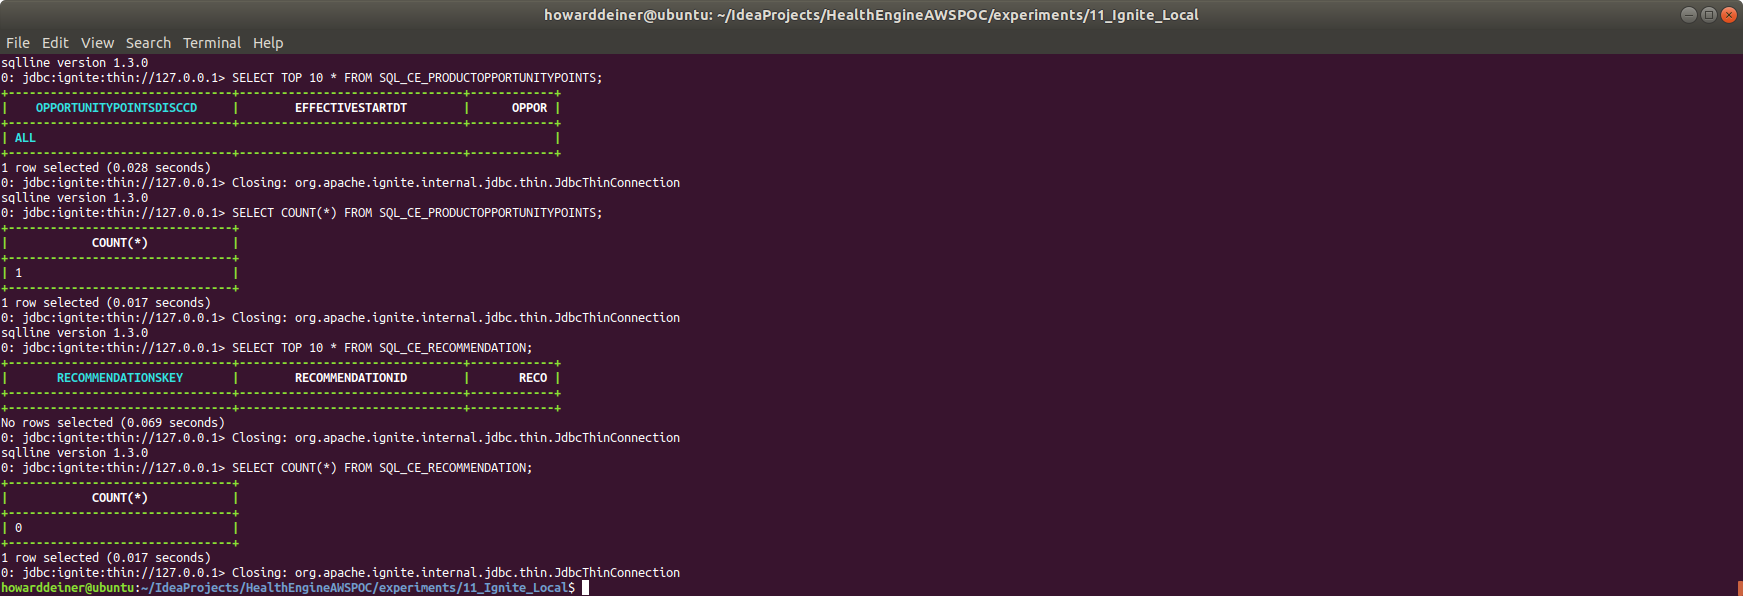 howarddeiner@ubuntu: ~/IdeaProjects/HealthEngineAWSPOC/experiments/11_Ignite_Local
File Edit View Search Terminal Help
sqlline version 1.3.0
0: jdbc:ignite:thin://127.0.0.1> SELECT TOP 10 * FROM SQL_CE_PRODUCTOPPORTUNITYPOINTS;
+--------------------------------+--------------------------------+------------+
|    OPPORTUNITYPOINTSDISCCD     |        EFFECTIVESTARTDT        |      OPPOR |
+--------------------------------+--------------------------------+------------+
| ALL                                                                          |
+--------------------------------+--------------------------------+------------+
1 row selected (0.028 seconds)
0: jdbc:ignite:thin://127.0.0.1> Closing: org.apache.ignite.internal.jdbc.thin.JdbcThinConnection
sqlline version 1.3.0
0: jdbc:ignite:thin://127.0.0.1> SELECT COUNT(*) FROM SQL_CE_PRODUCTOPPORTUNITYPOINTS;
+--------------------------------+
|            COUNT(*)            |
+--------------------------------+
| 1                              |
+--------------------------------+
1 row selected (0.017 seconds)
0: jdbc:ignite:thin://127.0.0.1> Closing: org.apache.ignite.internal.jdbc.thin.JdbcThinConnection
sqlline version 1.3.0
0: jdbc:ignite:thin://127.0.0.1> SELECT TOP 10 * FROM SQL_CE_RECOMMENDATION;
+--------------------------------+--------------------------------+------------+
|       RECOMMENDATIONSKEY       |        RECOMMENDATIONID        |       RECO |
+--------------------------------+--------------------------------+------------+
+--------------------------------+--------------------------------+------------+
No rows selected (0.069 seconds)
0: jdbc:ignite:thin://127.0.0.1> Closing: org.apache.ignite.internal.jdbc.thin.JdbcThinConnection
sqlline version 1.3.0
0: jdbc:ignite:thin://127.0.0.1> SELECT COUNT(*) FROM SQL_CE_RECOMMENDATION;
+--------------------------------+
|            COUNT(*)            |
+--------------------------------+
| 0                              |
+--------------------------------+
1 row selected (0.017 seconds)
0: jdbc:ignite:thin://127.0.0.1> Closing: org.apache.ignite.internal.jdbc.thin.JdbcThinConnection
howarddeiner@ubuntu:~/IdeaProjects/HealthEngineAWSPOC/experiments/11_Ignite_Local$